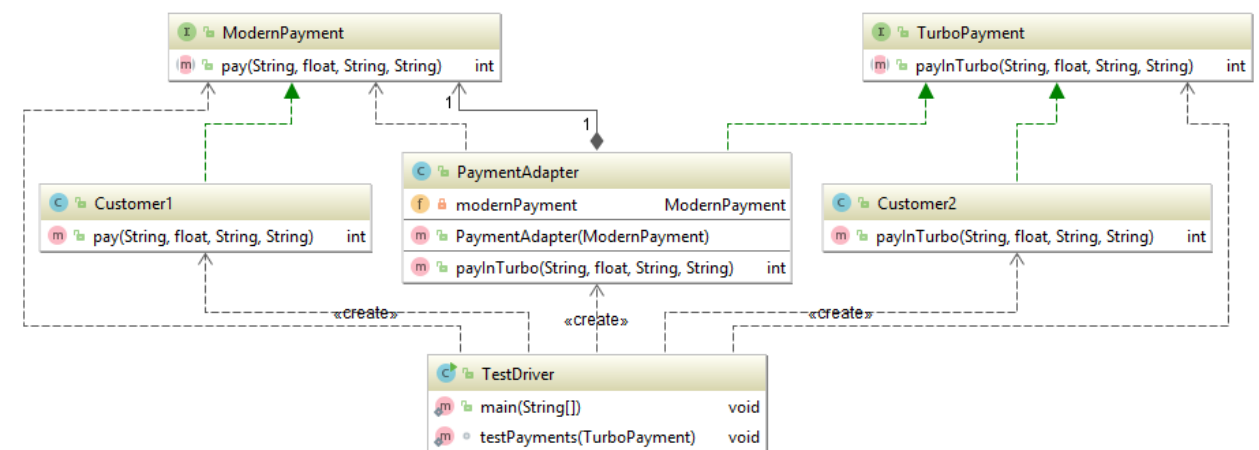 ModernPayment
pay(String, float, String, String) int
TurboPayment
payInTurbo(String, float, String, String) int
1
1
PaymentAdapter
modernPayment ModernPayment
PaymentAdapter(ModernPayment)
payInTurbo(String, float, String, String) int
Customer1
pay(String, float, String, String) int
Customer2
payInTurbo(String, float, String, String) int
«create»
«create»
«create»
TestDriver
main(String[]) void
testPayments(TurboPayment) void